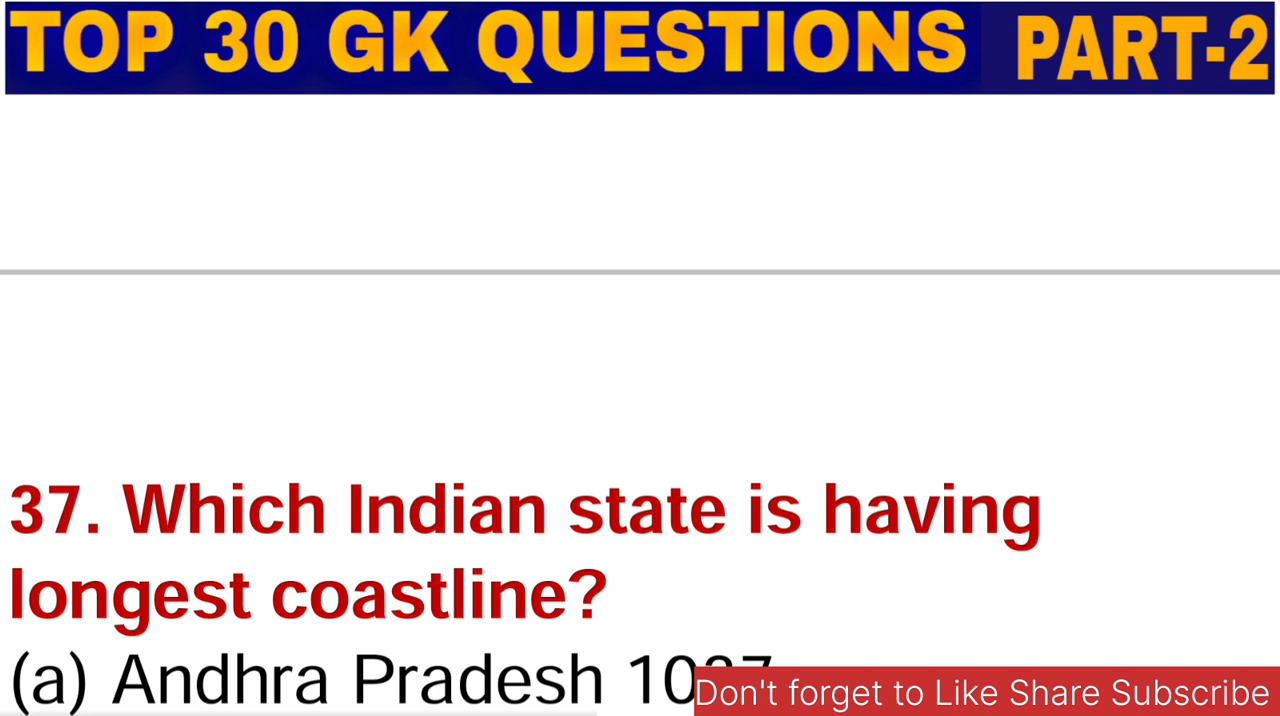 TOP 30 GK QUESTIONS PART-2
37. Which Indian state is having
longest coastline?
(a) Andhra Pradesh
Don't forget to Like Share Subscribe